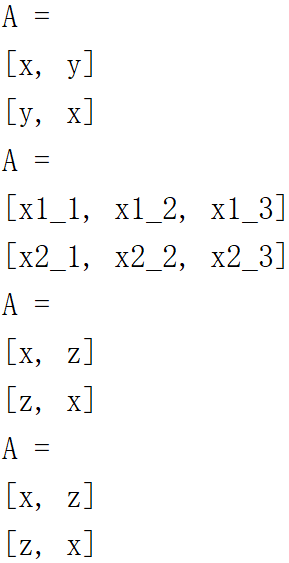 A =
[x, y]
[y, x]
A =
[x1_1, x1_2, x1_3]
[x2_1, x2_2, x2_3]
A =
[x, z]
[z, x]
A =
[x, z]
[z, x]